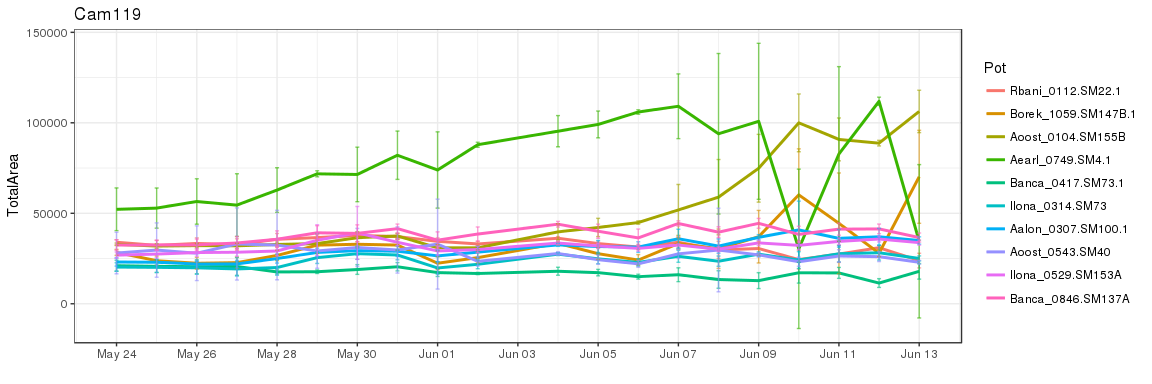 Cam119
150000
100000
50000
0
TotalArea
May 24 May 26 May 28 May 30 Jun 01 Jun 03 Jun 05 Jun 07 Jun 09 Jun 11 Jun 13
Pot
Rbani_0112.SM22.1
Borek_1059.SM147B.1
Aoost_0104.SM155B
Aearl_0749.SM4.1
Banca_0417.SM73.1
Ilona_0314.SM73
Aalon_0307.SM100.1
Aoost_0543.SM40
Ilona_0529.SM153A
Banca_0846.SM137A